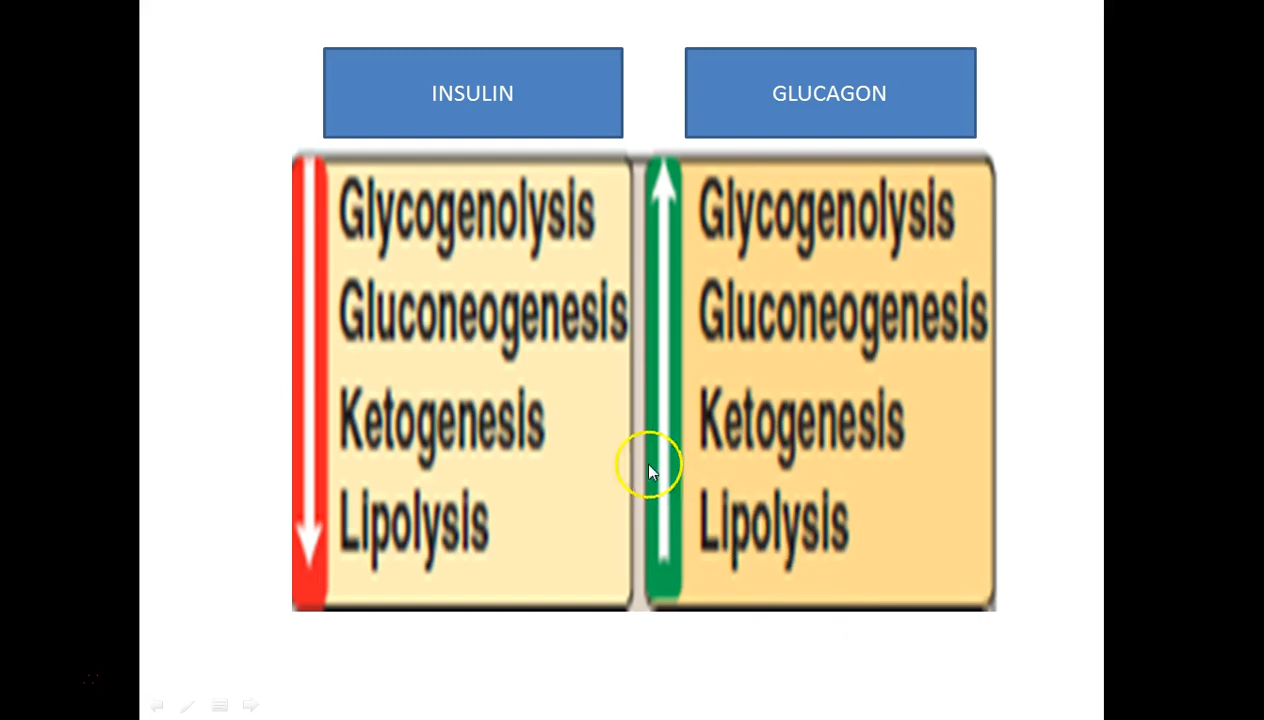 INSULIN
GLUCAGON
Glycogenolysis
Gluconeogenesis
Ketogenesis
Lipolysis
Glycogenolysis
Gluconeogenesis
Ketogenesis
Lipolysis